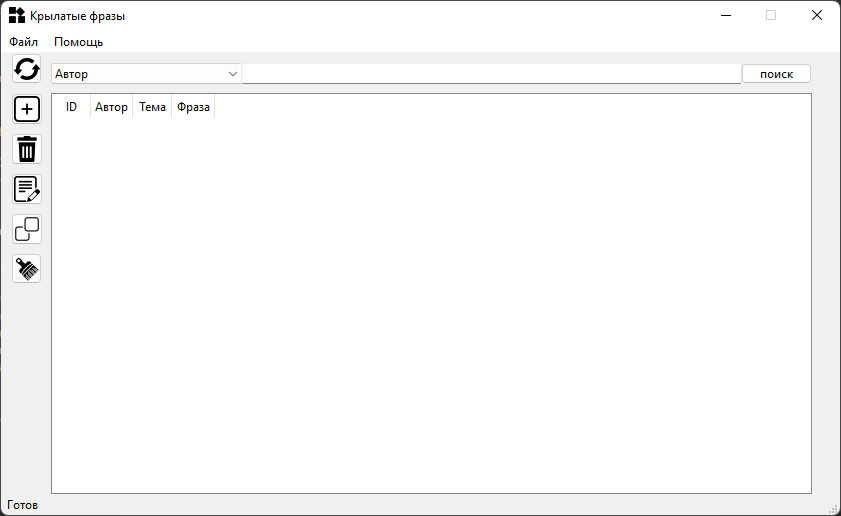 Крылатые фразы
Файл Помощь
Автор поиск
ID Автор Тема Фраза
Готов